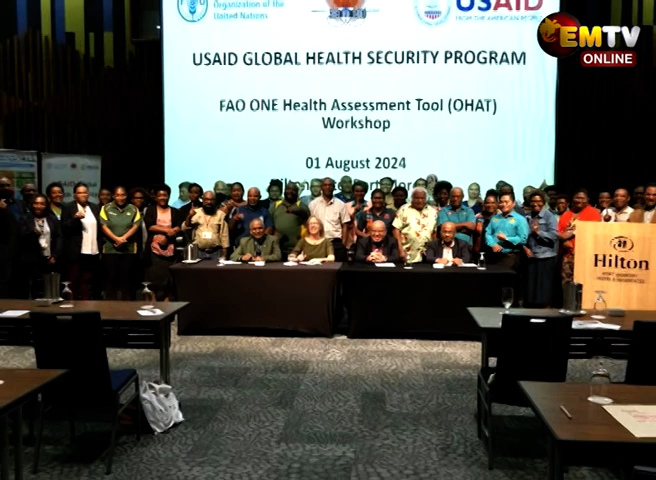 Organization of the
United Nations
USAID
FROM THE AMERICAN PEOPLE
EMTV
ONLINE
USAID GLOBAL HEALTH SECURITY PROGRAM
FAO ONE Health Assessment Tool (OHAT)
Workshop
01 August 2024
Hilton